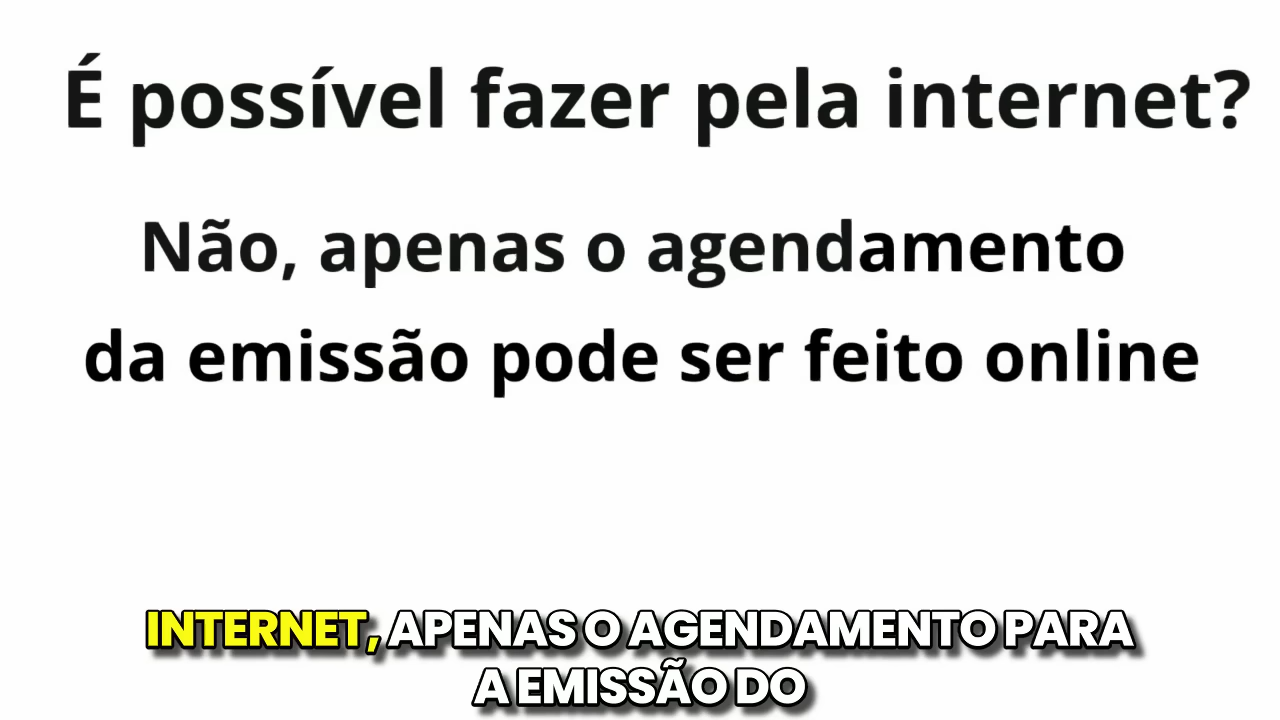 É possível fazer pela internet?
Não, apenas o agendamento
da emissão pode ser feito online
INTERNET, APENAS O AGENDAMENTO PARA
A EMISSÃO DO